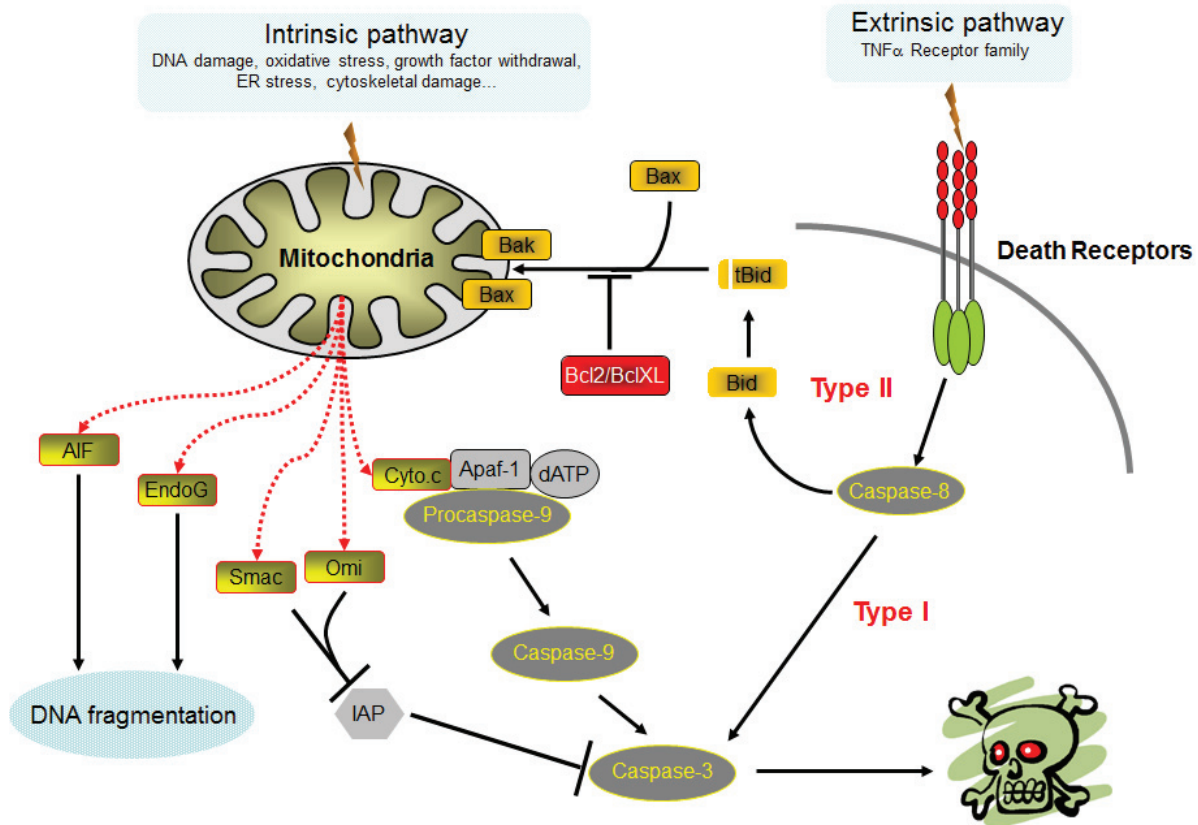 Intrinsic pathway
DNA damage, oxidative stress, growth factor withdrawal,
ER stress, cytoskeletal damage...
Extrinsic pathway
TNFα Receptor family
Bax
Bak
Mitochondria
Bax
tBid
Death Receptors
Bcl2/BclXL
Bid
Type II
AIF
EndoG
Cyto.c
Apaf-1
dATP
Procaspase-9
Caspase-8
Smac
Omi
Type I
Caspase-9
DNA fragmentation
IAP
Caspase-3